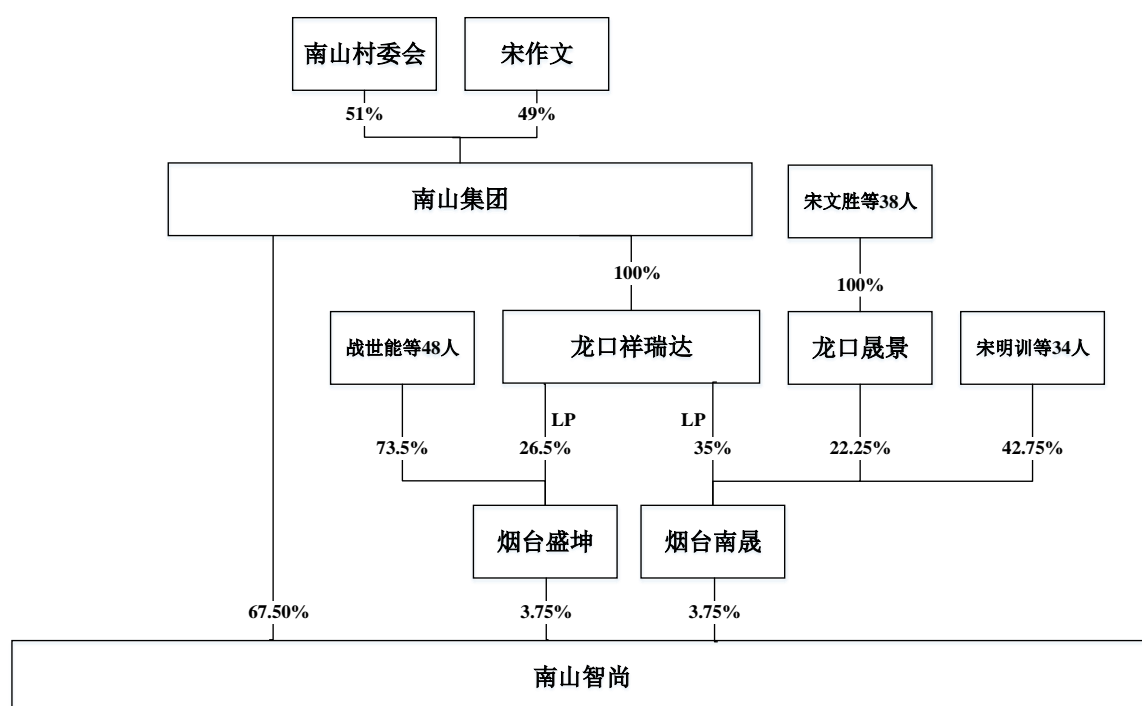 南山村委会
宋作文
51%
49%
南山集团
宋文胜等38人
100%
100%
战世能等48人
龙口祥瑞达
龙口晟景
宋明训等34人
LP
LP
73.5%
26.5%
35%
22.25%
42.75%
烟台盛坤
烟台南晟
67.50%
3.75%
3.75%
南山智尚